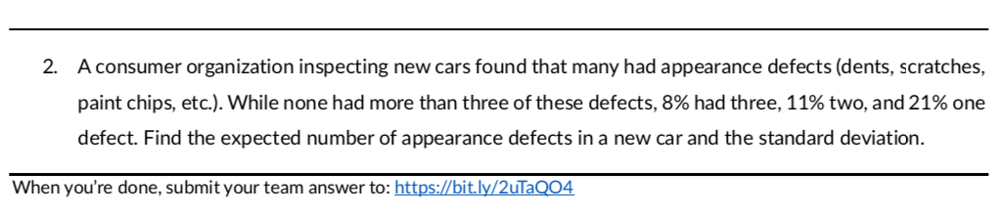 2. A consumer organization inspecting new cars found that many had appearance defects (dents, scratches,
paint chips, etc.). While none had more than three of these defects, 8% had three, 11% two, and 21% one
defect. Find the expected number of appearance defects in a new car and the standard deviation.
When you're done, submit your team answer to: https://bit.ly/2uTaQO4